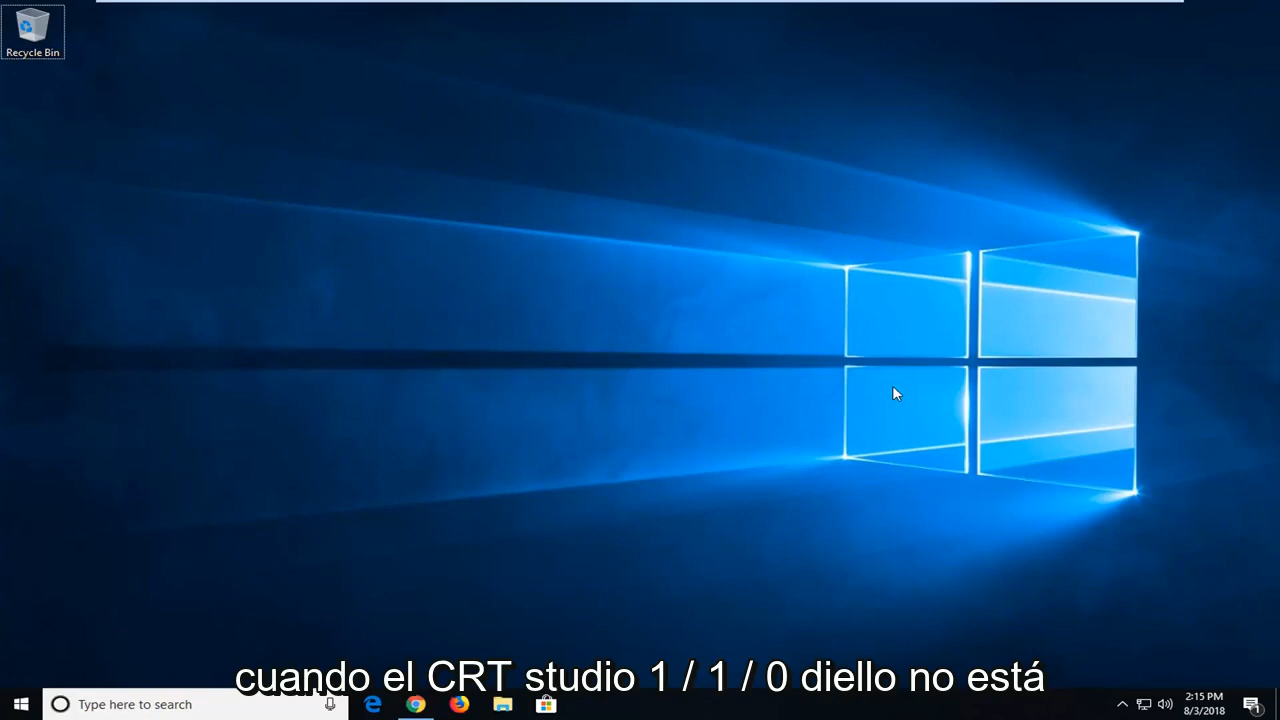 Recycle Bin
cuando el CRT studio 1 / 1 / 0 diello no está
Type here to search
2:15 PM
8/3/2018
1